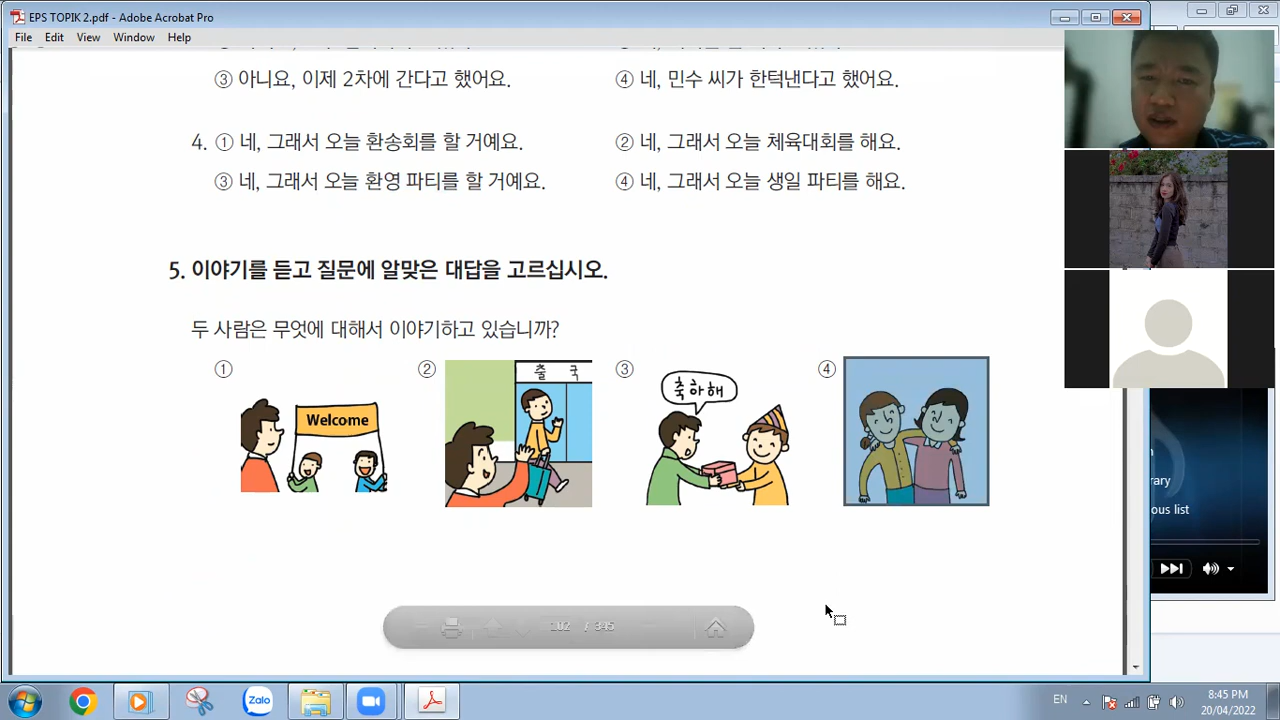 EPS TOPIK 2.pdf - Adobe Acrobat Pro
File Edit View Window Help
③ 아니요, 이제 2차에 간다고 했어요. ④ 네, 민수 씨가 한턱낸다고 했어요.
4. ① 네, 그래서 오늘 환송회를 할 거예요. ② 네, 그래서 오늘 체육대회를 해요.
③ 네, 그래서 오늘 환영 파티를 할 거예요. ④ 네, 그래서 오늘 생일 파티를 해요.
5. 이야기를 듣고 질문에 알맞은 대답을 고르십시오.
두 사람은 무엇에 대해서 이야기하고 있습니까?
① ② ③ ④
출 국
축하해
Welcome
rary
ous list
102 / 345
Zalo
EN
8:45 PM
20/04/2022